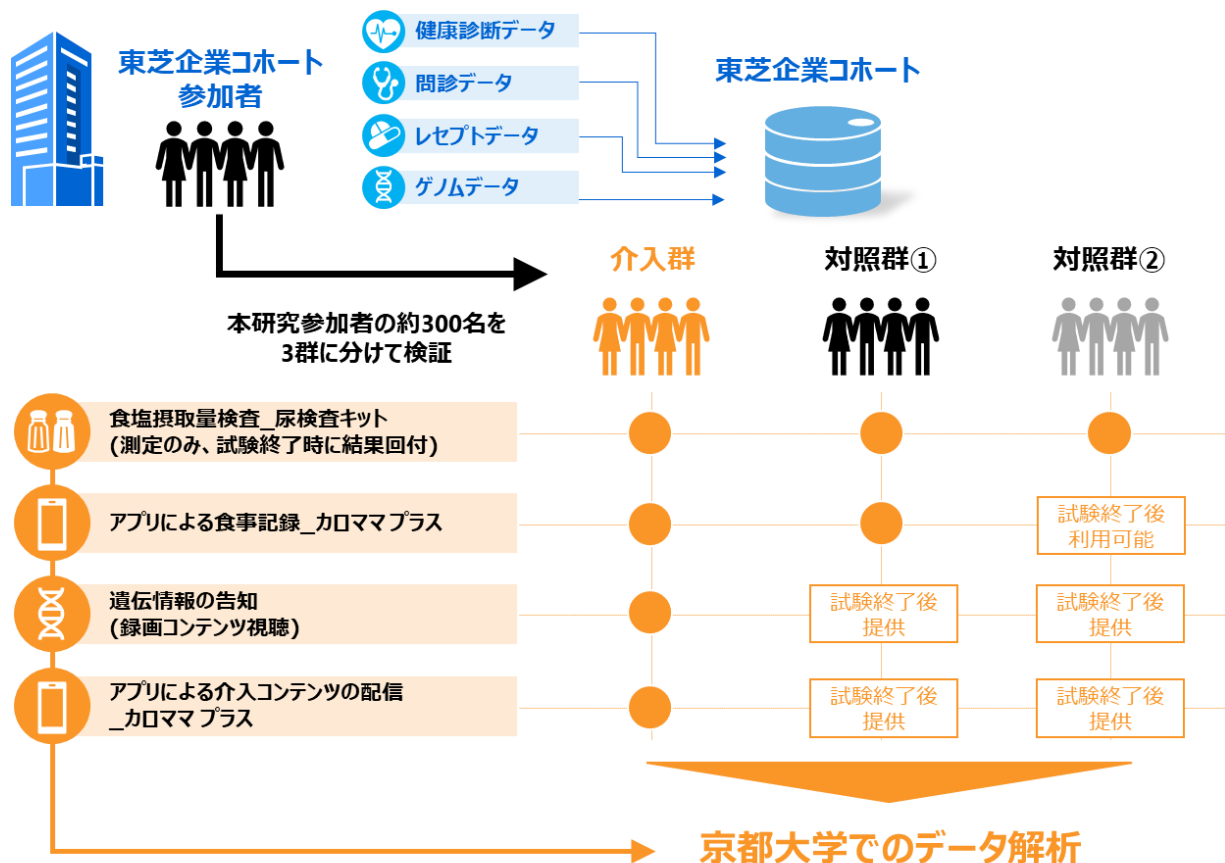 東芝企業コホート
参加者
健康診断データ
問診データ
レセプトデータ
ゲノムデータ
東芝企業コホート
本研究参加者の約300名を
3群に分けて検証
介入群
対照群①
対照群②
食塩摂取量検査_尿検査キット
(測定のみ、試験終了時に結果回付)
アプリによる食事記録_カロママ プラス
試験終了後
利用可能
遺伝情報の告知
(録画コンテンツ視聴)
試験終了後
提供
試験終了後
提供
アプリによる介入コンテンツの配信
_カロママ プラス
試験終了後
提供
試験終了後
提供
京都大学でのデータ解析